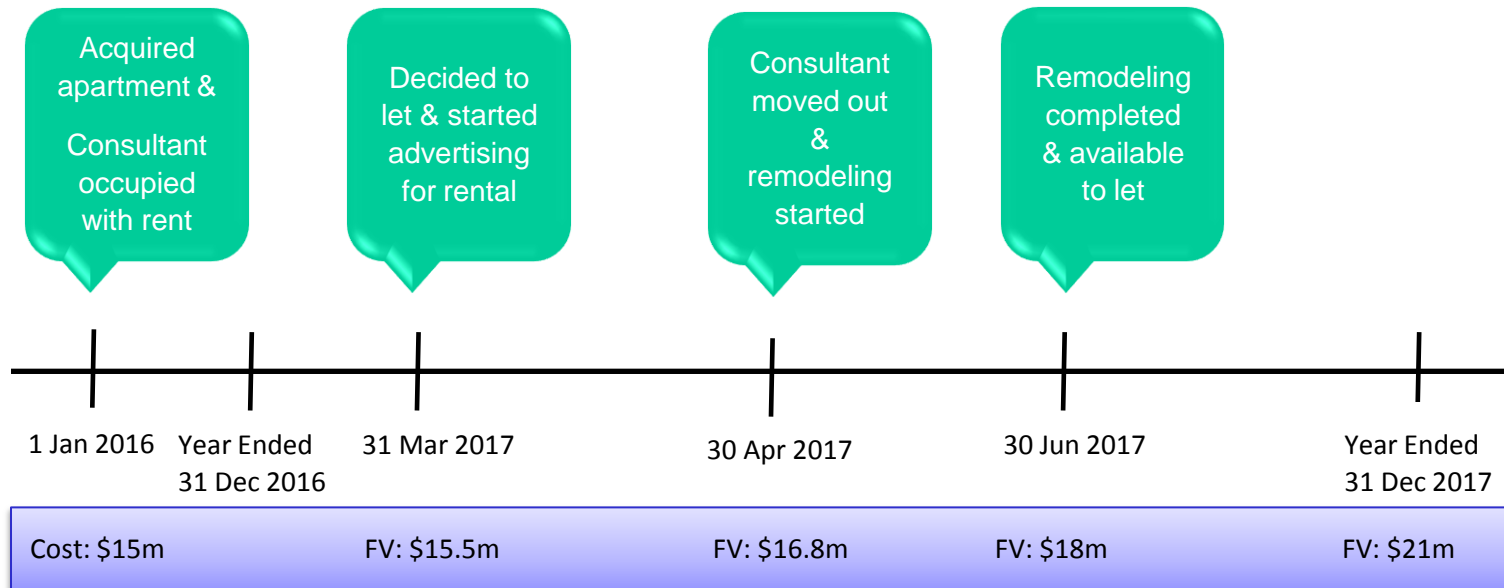 Acquired
apartment &
Consultant
occupied
with rent
Decided to
let & started
advertising
for rental
Consultant
moved out
&
remodeling
started
Remodeling
completed
& available
to let
1 Jan 2016
Year Ended
31 Dec 2016
31 Mar 2017
30 Apr 2017
30 Jun 2017
Year Ended
31 Dec 2017
Cost: $15m
FV: $15.5m
FV: $16.8m
FV: $18m
FV: $21m